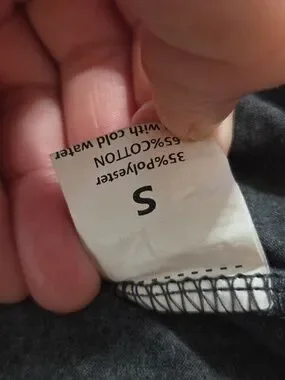 S
35%Polyester
65%COTTON
with cold water